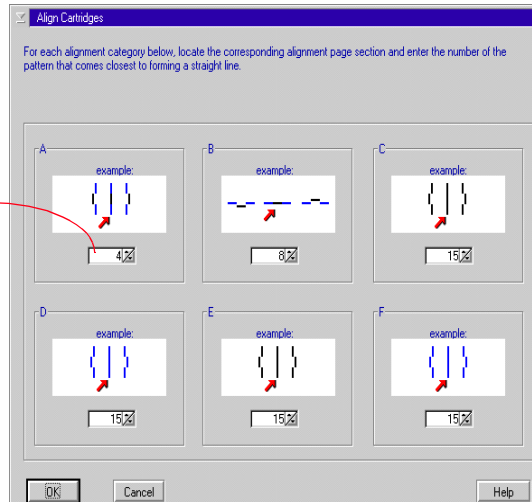 Align Cartridges
For each alignment category below, locate the corresponding alignment page section and enter the number of the
pattern that comes closest to forming a straight line.
A
example:
4
B
example:
8
C
example:
15
D
example:
15
E
example:
15
F
example:
15
OK
Cancel
Help